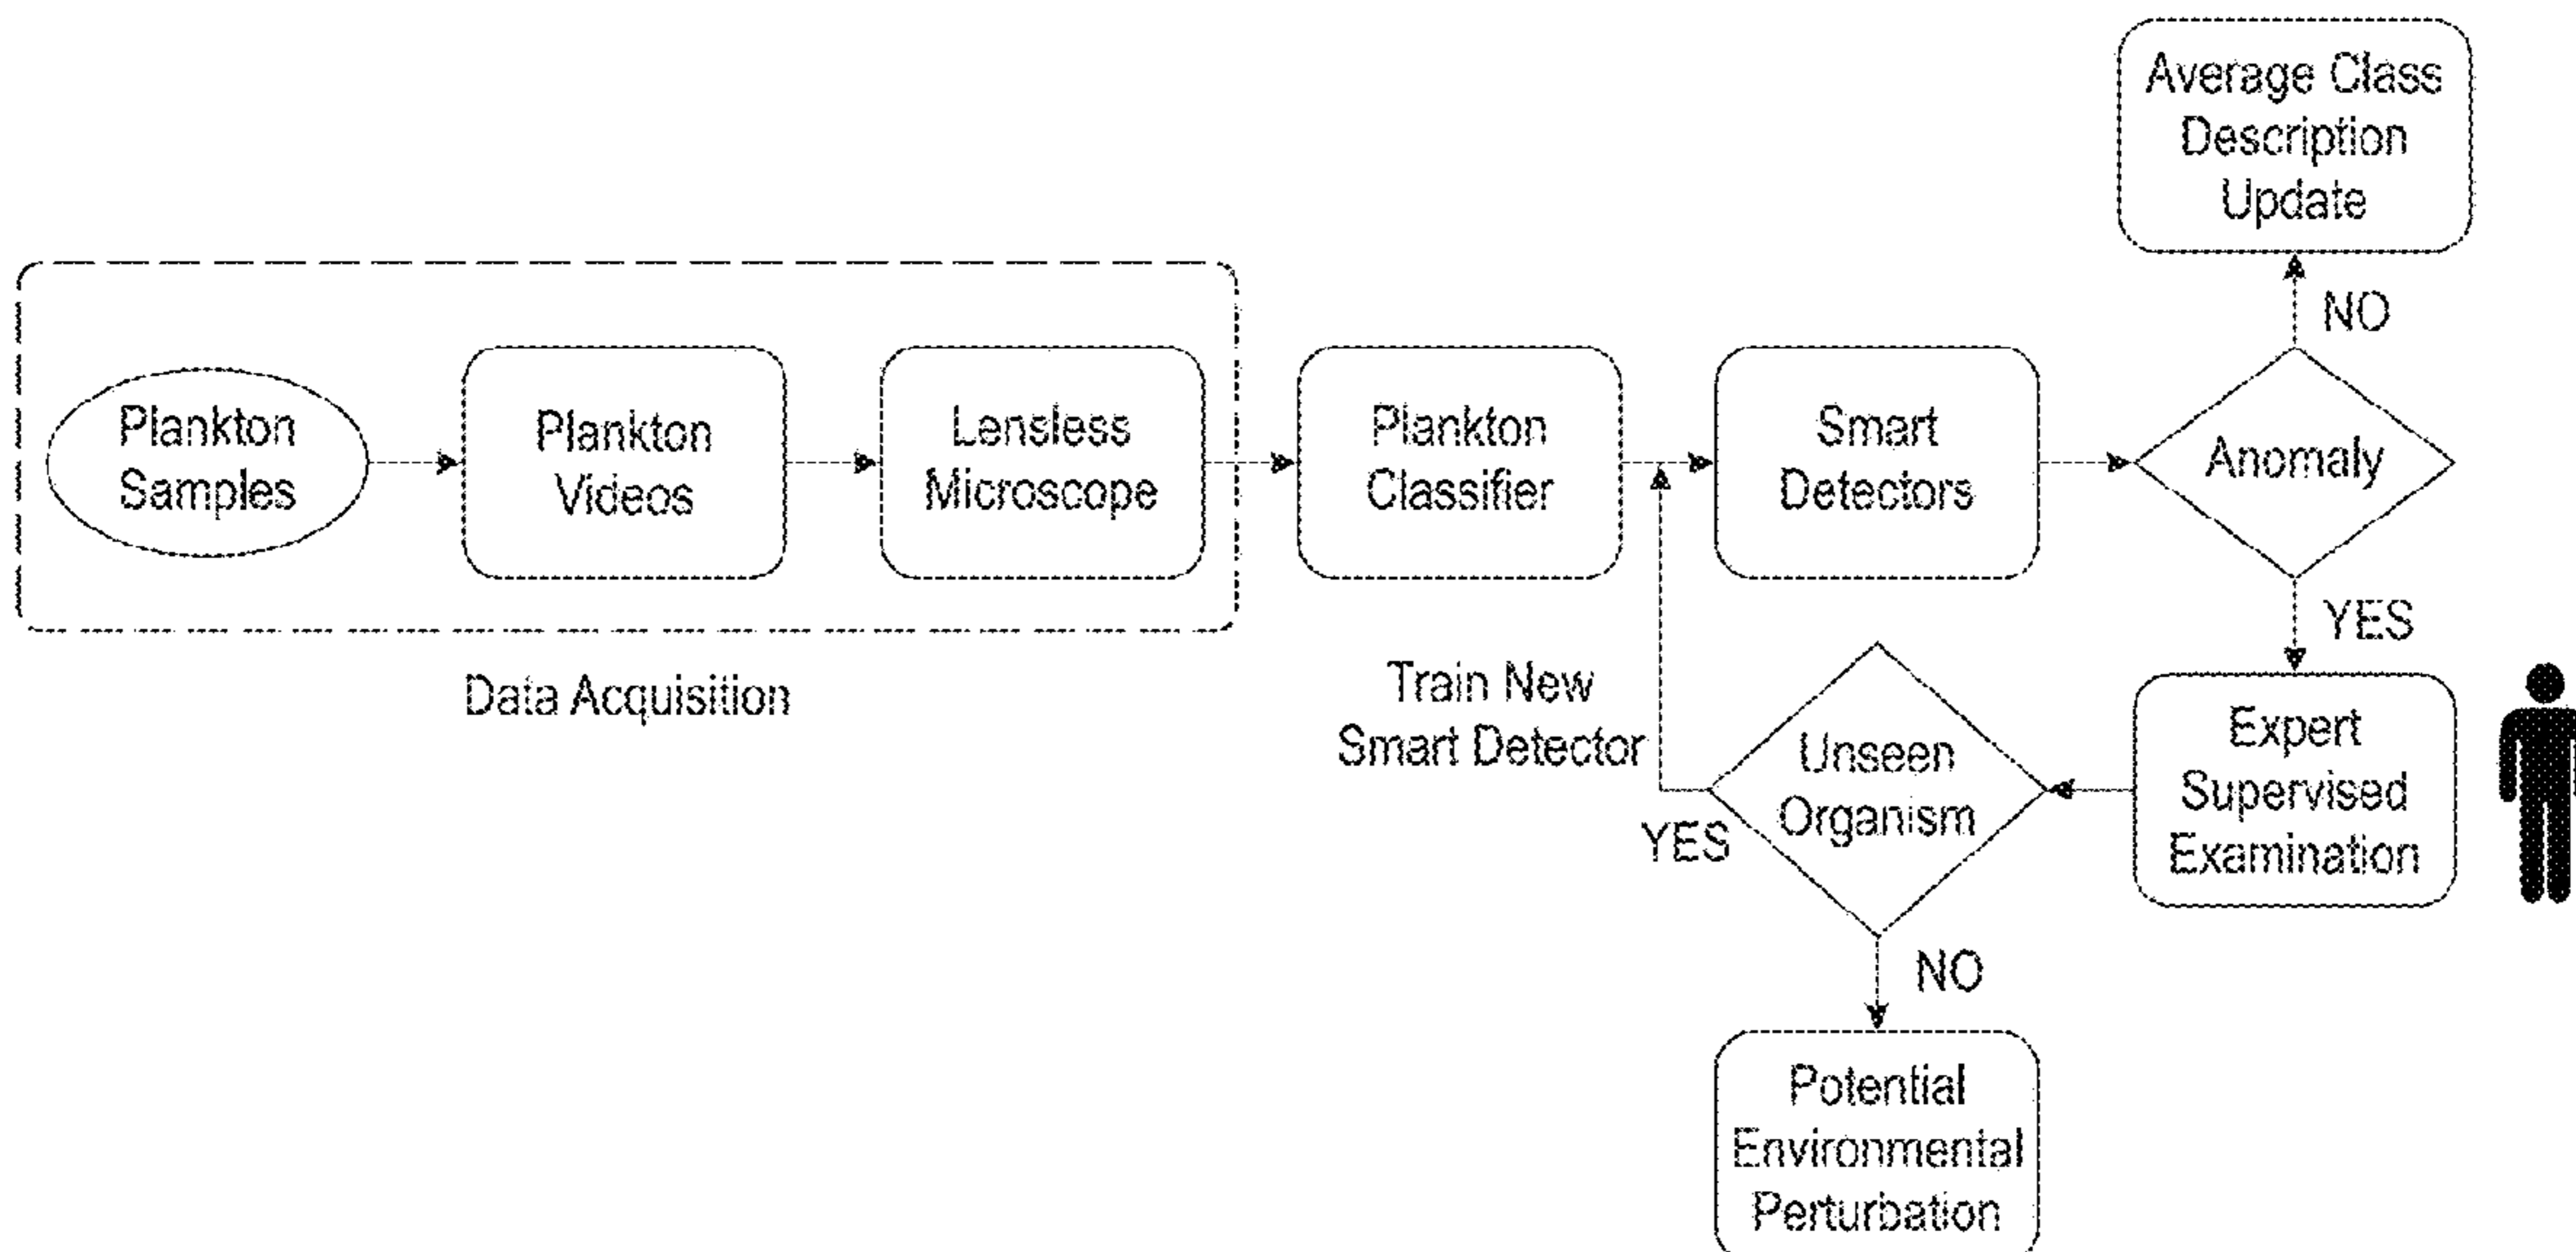 Average Class
Description
Update
NO
Plankton
Samples
Plankton
Videos
Lensless
Microscope
Plankton
Classifier
Smart
Detectors
Anomaly
YES
Data Acquisition
Train New
Smart Detector
Unseen
Organism
YES
Expert
Supervised
Examination
NO
Potential
Environmental
Perturbation